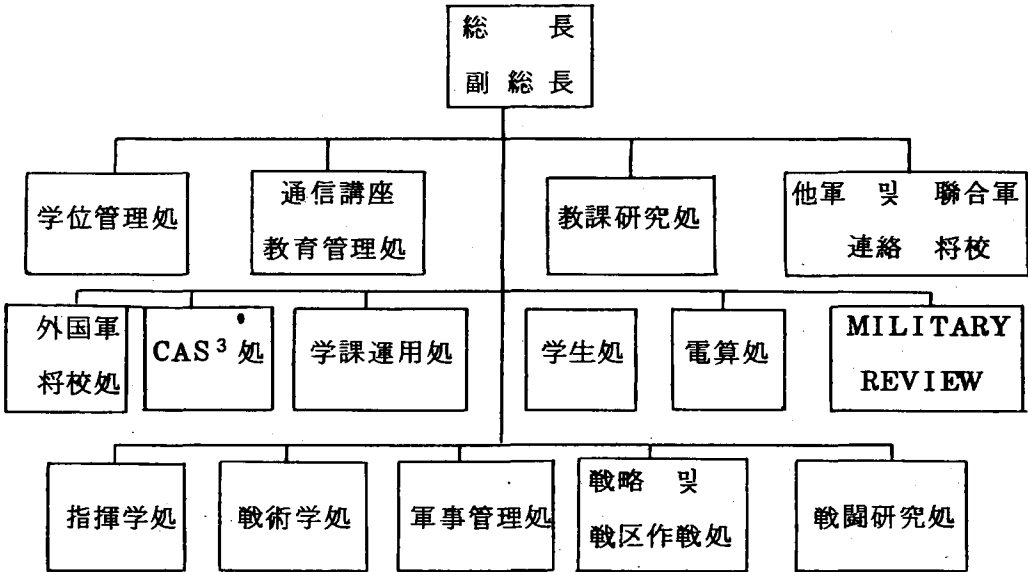 総 長
副 総 長
学位管理処
通信講座
教育管理処
教課研究処
他軍 및 聯合軍
連絡 将校
外国軍
将校処
CAS³ 処
学課運用処
学生処
電算処
MILITARY
REVIEW
指揮学処
戦術学処
軍事管理処
戦略 및
戦区作戦処
戦闘研究処